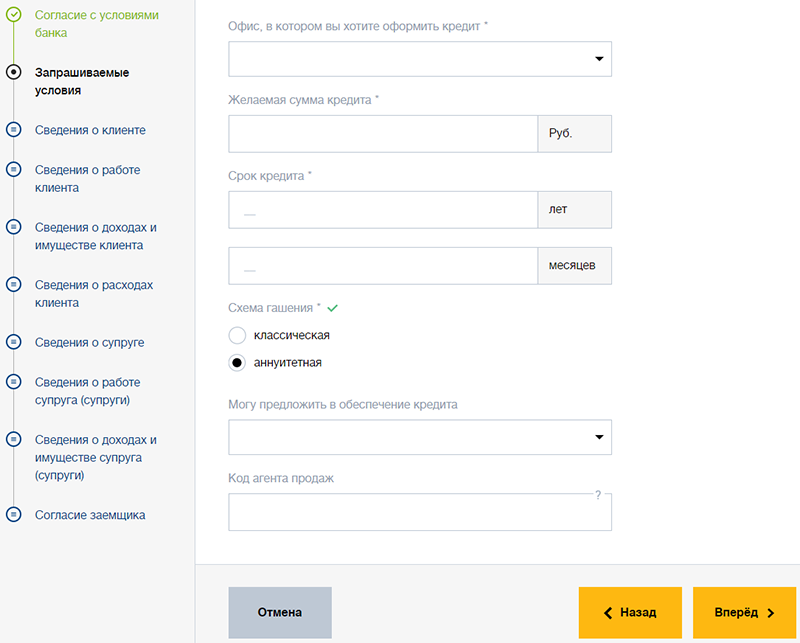 Согласие с условиями
банка
Запрашиваемые
условия
Сведения о клиенте
Сведения о работе
клиента
Сведения о доходах и
имуществе клиента
Сведения о расходах
клиента
Сведения о супруге
Сведения о работе
супруга (супруги)
Сведения о доходах и
имуществе супруга
(супруги)
Согласие заемщика
Офис, в котором вы хотите оформить кредит *
Желаемая сумма кредита *
Руб.
Срок кредита *
__ лет
__ месяцев
Схема гашения *
классическая
аннуитетная
Могу предложить в обеспечение кредита
Код агента продаж
?
Отмена
Назад
Вперёд